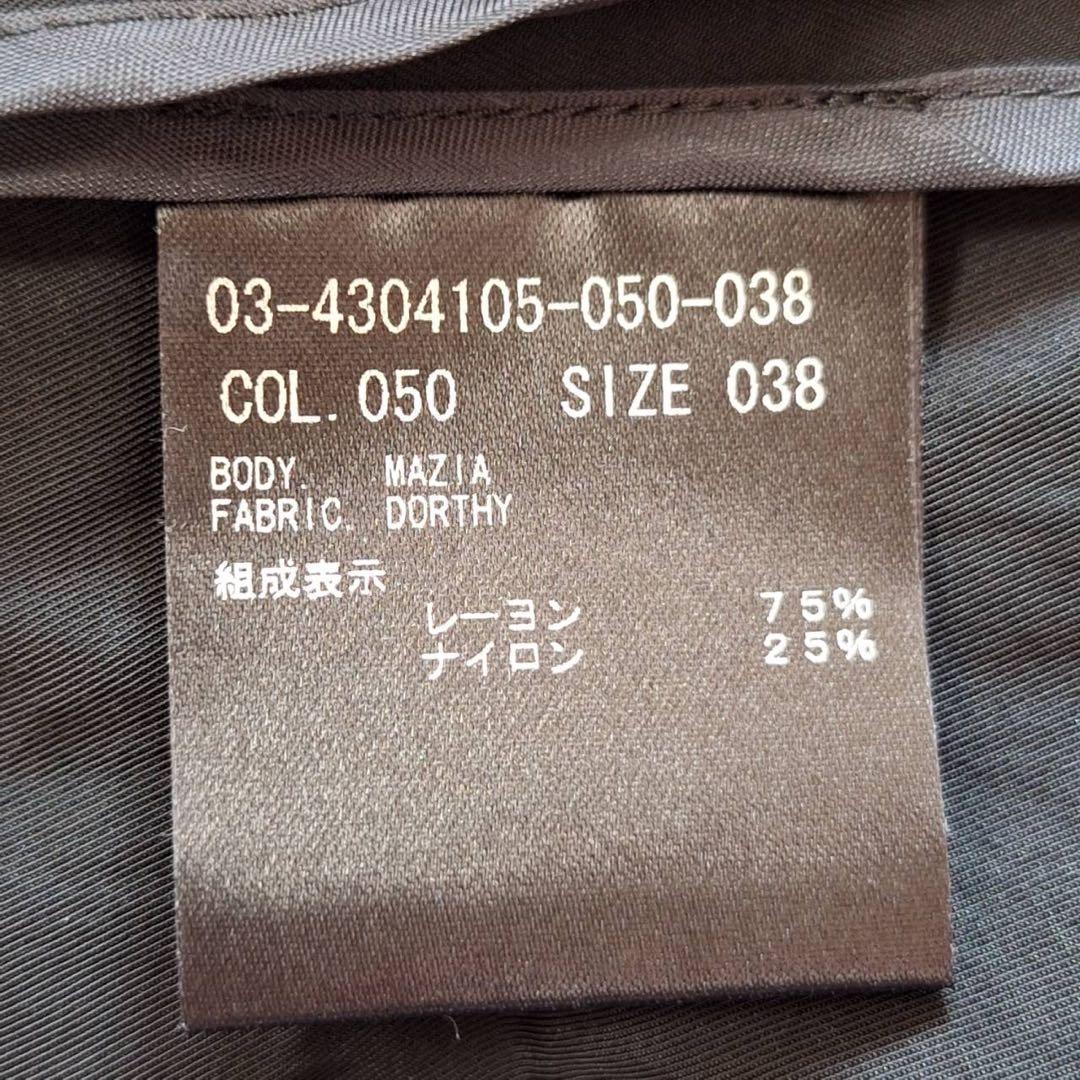 03-4304105-050-038
COL. 050 SIZE 038
BODY. MAZIA
FABRIC. DORTHY
組成表示
レーヨン 75%
ナイロン 25%